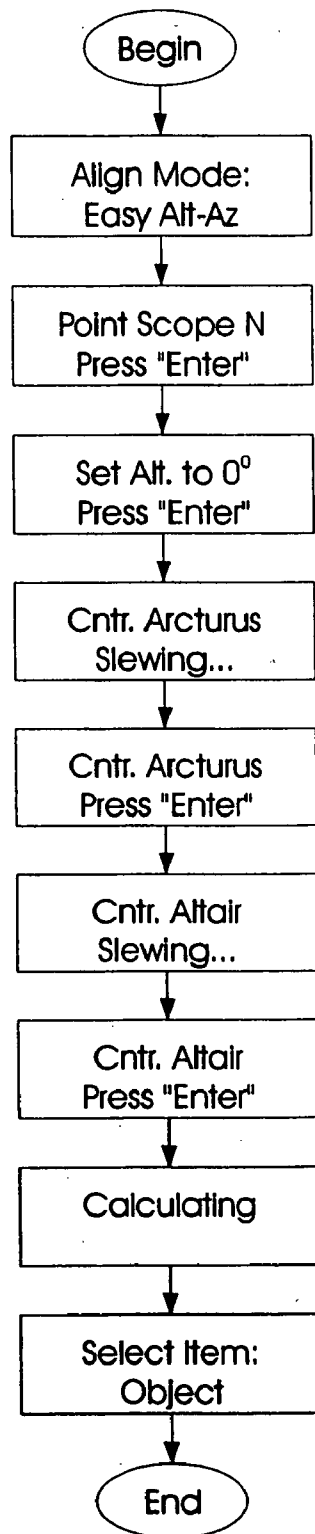 Begin
Align Mode:
Easy Alt-Az
Point Scope N
Press "Enter"
Set Alt. to 0⁰
Press "Enter"
Cntr. Arcturus
Slewing...
Cntr. Arcturus
Press "Enter"
Cntr. Altair
Slewing...
Cntr. Altair
Press "Enter"
Calculating
Select Item:
Object
End